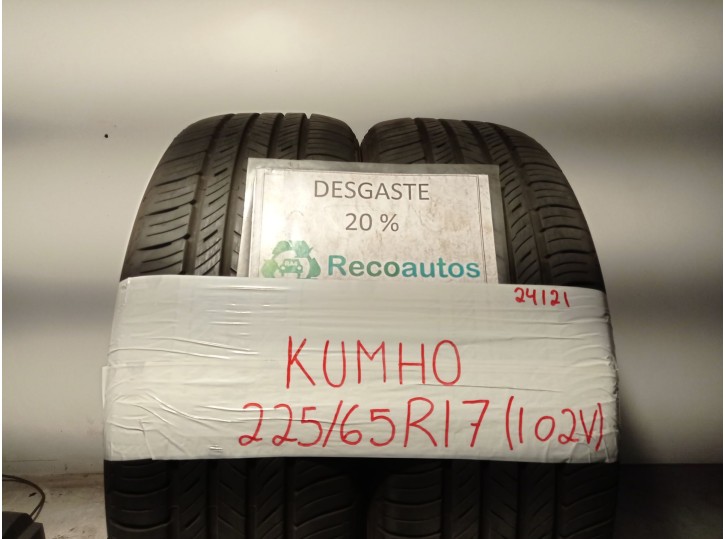 DESGASTE
20 %
Recoautos
24121
KUMHO
225/65R17 (102V)